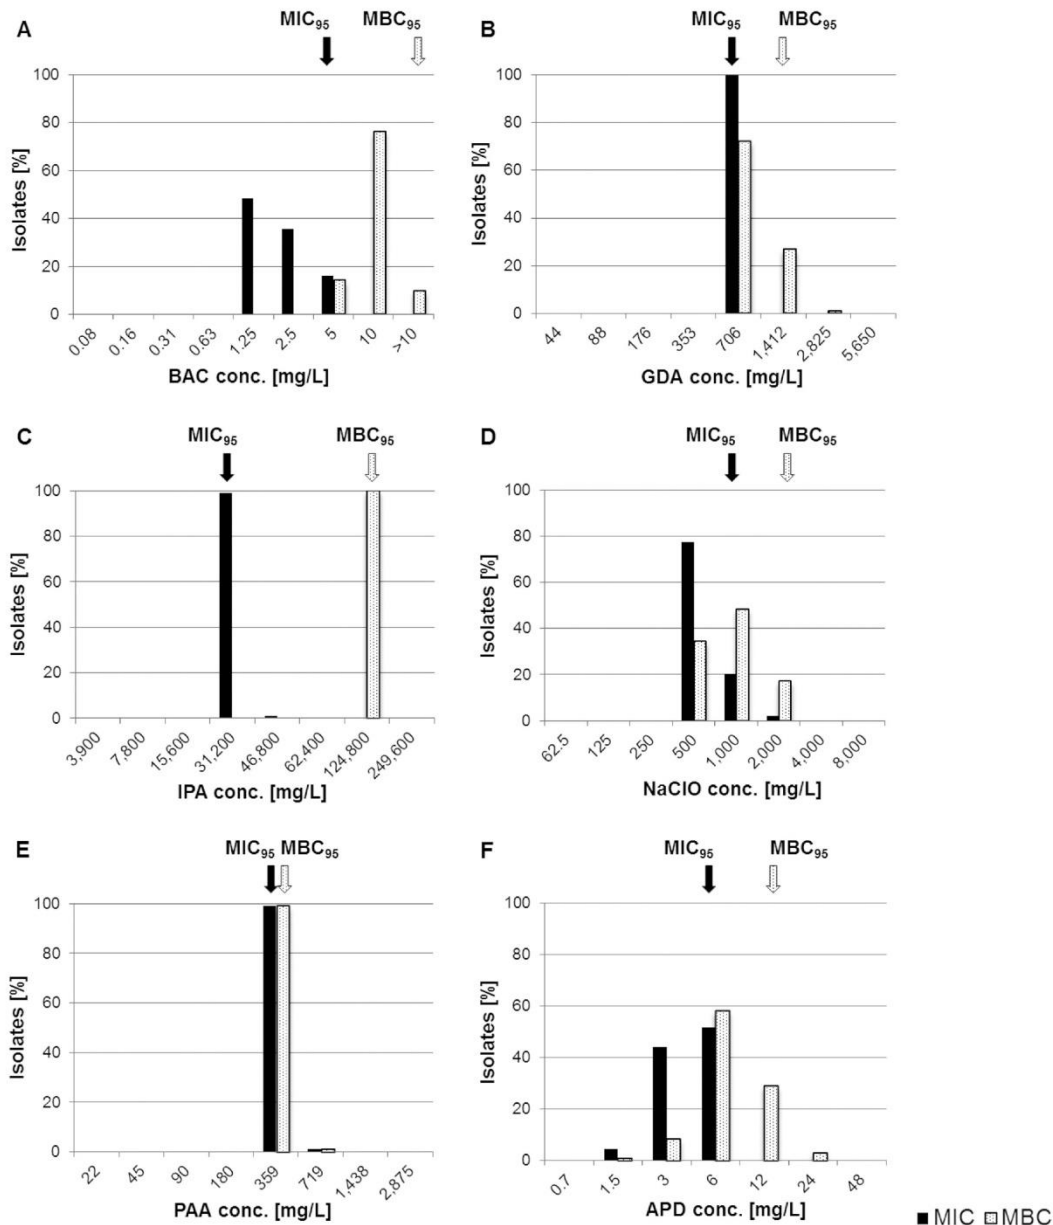 A
MIC95 MBC95
100
80
60
40
20
0
Isolates [%]
0.08 0.16 0.31 0.63 1.25 2.5 5 10 >10
BAC conc. [mg/L]
B
MIC95 MBC95
100
80
60
40
20
0
Isolates [%]
44 88 176 353 706 1,412 2,825 5,650
GDA conc. [mg/L]
C
MIC95 MBC95
100
80
60
40
20
0
Isolates [%]
3,900 7,800 15,600 31,200 46,800 62,400 124,800 249,600
IPA conc. [mg/L]
D
MIC95 MBC95
100
80
60
40
20
0
Isolates [%]
62.5 125 250 500 1,000 2,000 4,000 8,000
NaClO conc. [mg/L]
E
MIC95 MBC95
100
80
60
40
20
0
Isolates [%]
22 45 90 180 359 719 1,438 2,875
PAA conc. [mg/L]
F
MIC95 MBC95
100
80
60
40
20
0
Isolates [%]
0.7 1.5 3 6 12 24 48
APD conc. [mg/L]
MIC MBC